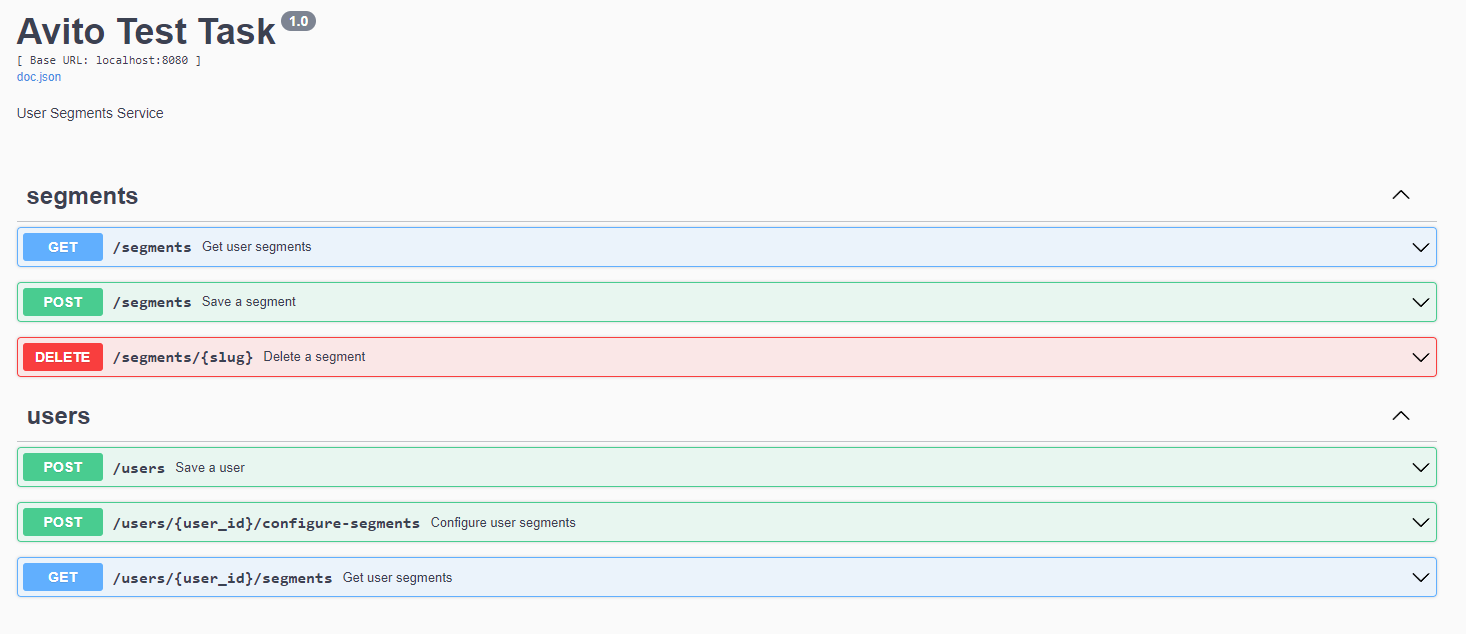 Avito Test Task 1.0
[ Base URL: localhost:8080 ]
doc.json
User Segments Service
segments
GET /segments Get user segments
POST /segments Save a segment
DELETE /segments/{slug} Delete a segment
users
POST /users Save a user
POST /users/{user_id}/configure-segments Configure user segments
GET /users/{user_id}/segments Get user segments